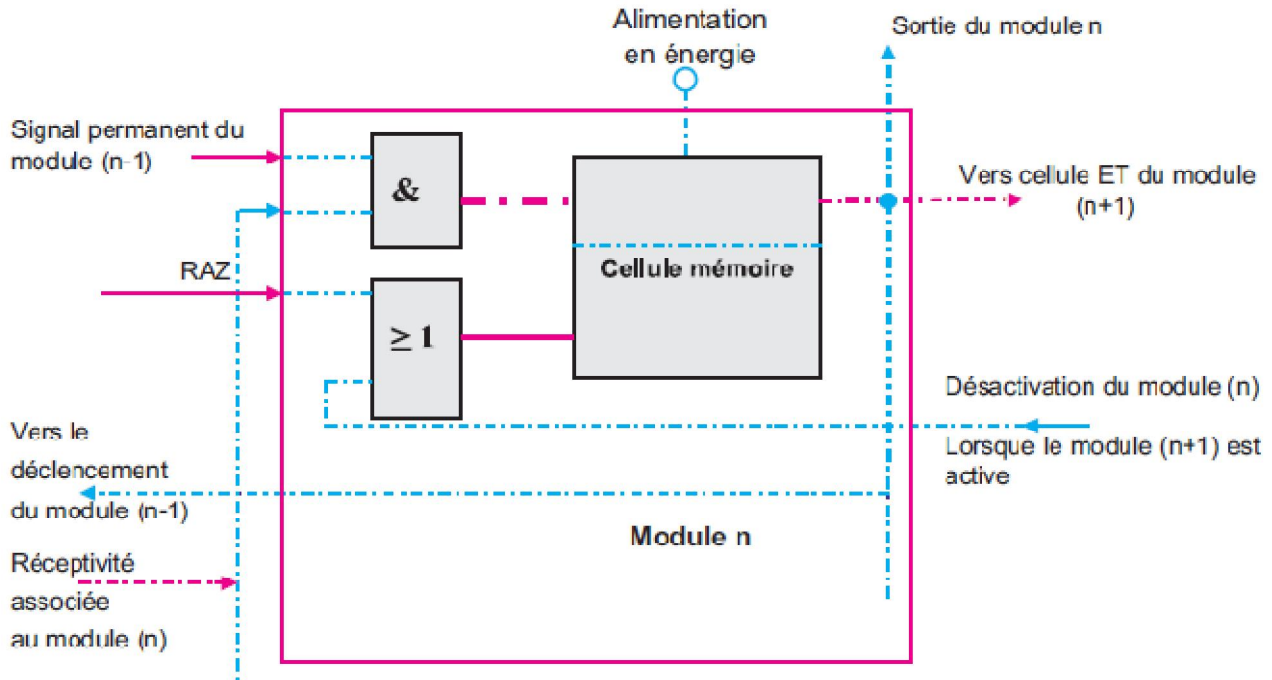 Alimentation
en énergie
Sortie du module n
Signal permanent du
module (n-1)
&
Vers cellule ET du module
(n+1)
RAZ
Cellule mémoire
≥ 1
Désactivation du module (n)
Lorsque le module (n+1) est
active
Vers le
déclencement
du module (n-1)
Module n
Réceptivité
associée
au module (n)